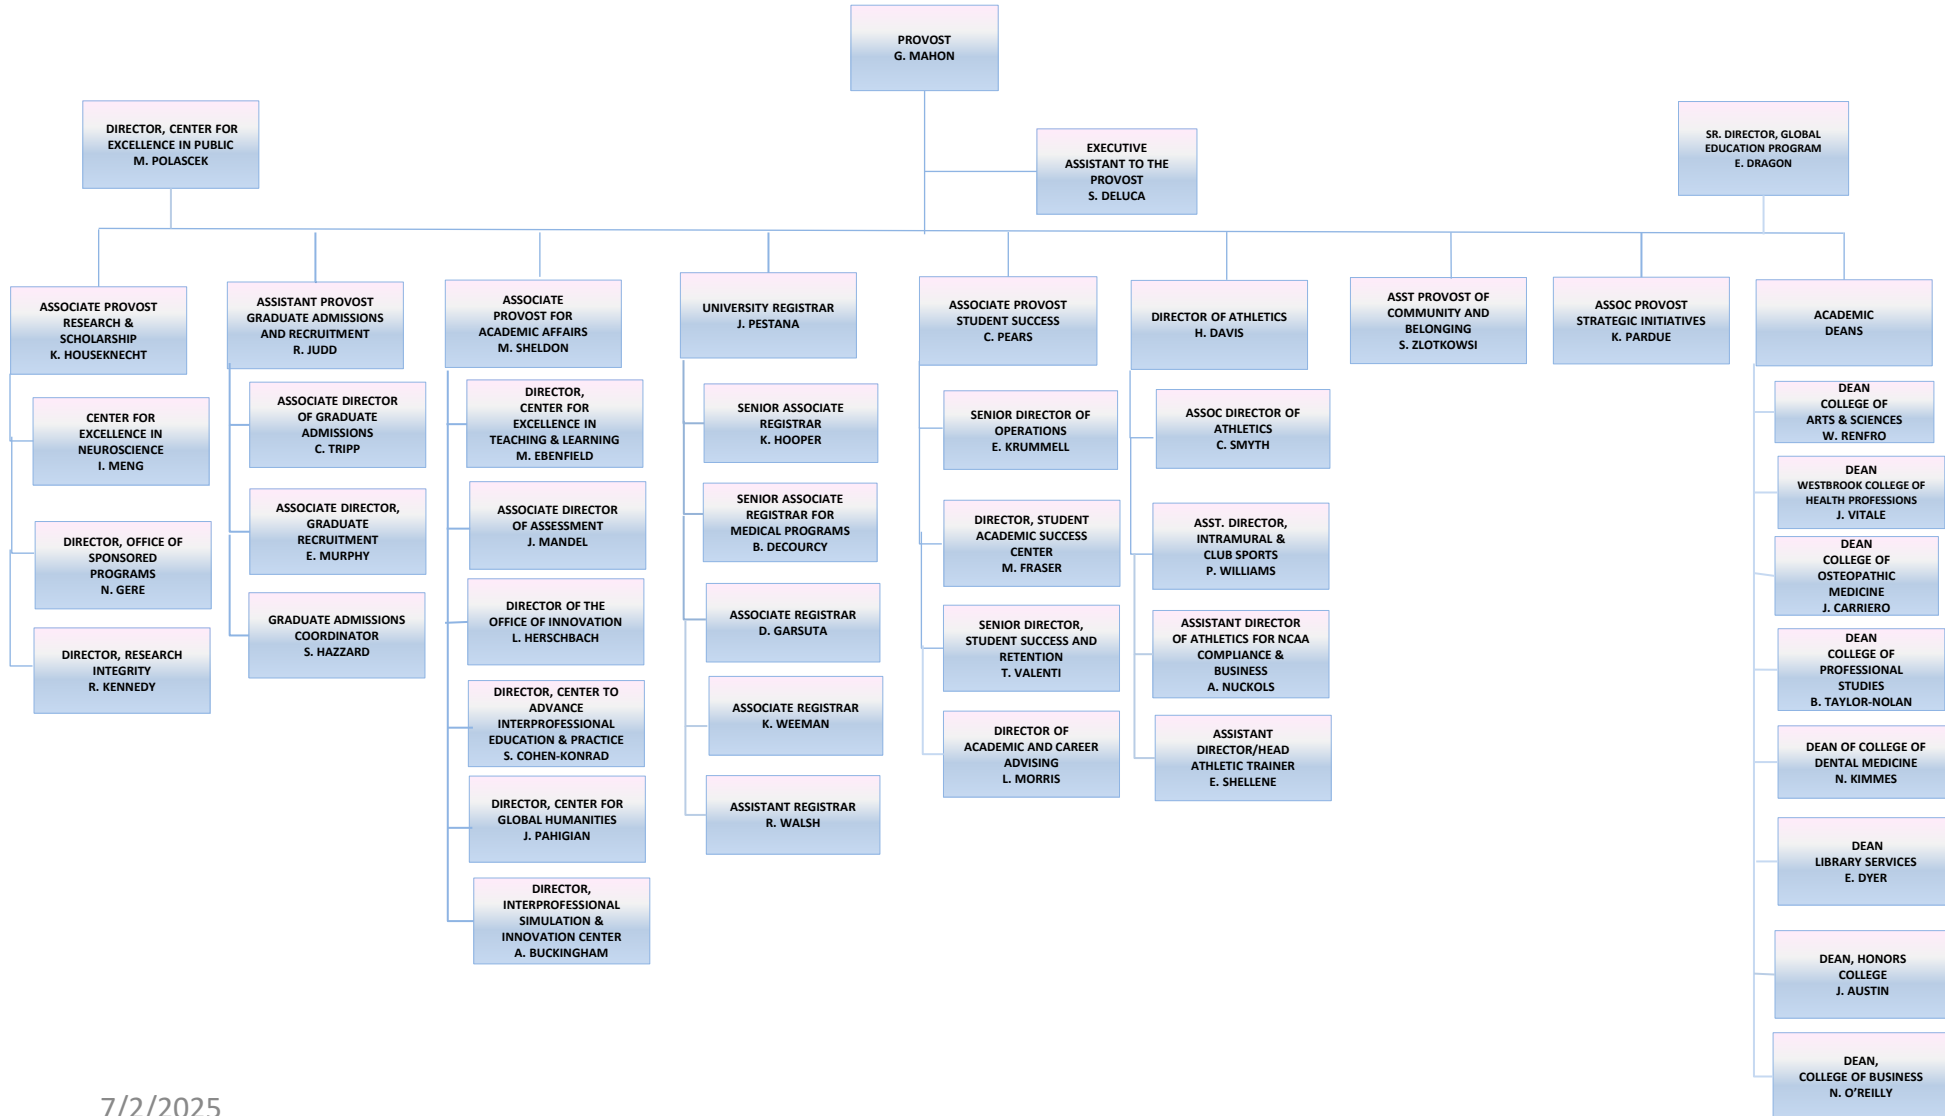 PROVOST
G. MAHON
DIRECTOR, CENTER FOR
EXCELLENCE IN PUBLIC
M. POLASCEK
EXECUTIVE
ASSISTANT TO THE
PROVOST
S. DELUCA
SR. DIRECTOR, GLOBAL
EDUCATION PROGRAM
E. DRAGON
ASSOCIATE PROVOST
RESEARCH &
SCHOLARSHIP
K. HOUSEKNECHT
CENTER FOR
EXCELLENCE IN
NEUROSCIENCE
I. MENG
DIRECTOR, OFFICE OF
SPONSORED
PROGRAMS
N. GERE
DIRECTOR, RESEARCH
INTEGRITY
R. KENNEDY
ASSISTANT PROVOST
GRADUATE ADMISSIONS
AND RECRUITMENT
R. JUDD
ASSOCIATE DIRECTOR
OF GRADUATE
ADMISSIONS
C. TRIPP
ASSOCIATE DIRECTOR,
GRADUATE
RECRUITMENT
E. MURPHY
GRADUATE ADMISSIONS
COORDINATOR
S. HAZZARD
ASSOCIATE
PROVOST FOR
ACADEMIC AFFAIRS
M. SHELDON
DIRECTOR,
CENTER FOR
EXCELLENCE IN
TEACHING & LEARNING
M. EBENFIELD
ASSOCIATE DIRECTOR
OF ASSESSMENT
J. MANDEL
DIRECTOR OF THE
OFFICE OF INNOVATION
L. HERSCHBACH
DIRECTOR, CENTER TO
ADVANCE
INTERPROFESSIONAL
EDUCATION & PRACTICE
S. COHEN-KONRAD
DIRECTOR, CENTER FOR
GLOBAL HUMANITIES
J. PAHIGIAN
DIRECTOR,
INTERPROFESSIONAL
SIMULATION &
INNOVATION CENTER
A. BUCKINGHAM
UNIVERSITY REGISTRAR
J. PESTANA
SENIOR ASSOCIATE
REGISTRAR
K. HOOPER
SENIOR ASSOCIATE
REGISTRAR FOR
MEDICAL PROGRAMS
B. DECOURCY
ASSOCIATE REGISTRAR
D. GARSUTA
ASSOCIATE REGISTRAR
K. WEEMAN
ASSISTANT REGISTRAR
R. WALSH
ASSOCIATE PROVOST
STUDENT SUCCESS
C. PEARS
SENIOR DIRECTOR OF
OPERATIONS
E. KRUMMELL
DIRECTOR, STUDENT
ACADEMIC SUCCESS
CENTER
M. FRASER
SENIOR DIRECTOR,
STUDENT SUCCESS AND
RETENTION
T. VALENTI
DIRECTOR OF
ACADEMIC AND CAREER
ADVISING
L. MORRIS
DIRECTOR OF ATHLETICS
H. DAVIS
ASSOC DIRECTOR OF
ATHLETICS
C. SMYTH
ASST. DIRECTOR,
INTRAMURAL &
CLUB SPORTS
P. WILLIAMS
ASSISTANT DIRECTOR
OF ATHLETICS FOR NCAA
COMPLIANCE &
BUSINESS
A. NUCKOLS
ASSISTANT
DIRECTOR/HEAD
ATHLETIC TRAINER
E. SHELLENE
ASST PROVOST OF
COMMUNITY AND
BELONGING
S. ZLOTKOWSI
ASSOC PROVOST
STRATEGIC INITIATIVES
K. PARDUE
ACADEMIC
DEANS
DEAN
COLLEGE OF
ARTS & SCIENCES
W. RENFRO
DEAN
WESTBROOK COLLEGE OF
HEALTH PROFESSIONS
J. VITALE
DEAN
COLLEGE OF
OSTEOPATHIC
MEDICINE
J. CARRIERO
DEAN
COLLEGE OF
PROFESSIONAL
STUDIES
B. TAYLOR-NOLAN
DEAN OF COLLEGE OF
DENTAL MEDICINE
N. KIMMES
DEAN
LIBRARY SERVICES
E. DYER
DEAN, HONORS
COLLEGE
J. AUSTIN
DEAN,
COLLEGE OF BUSINESS
N. O'REILLY
7/2/2025